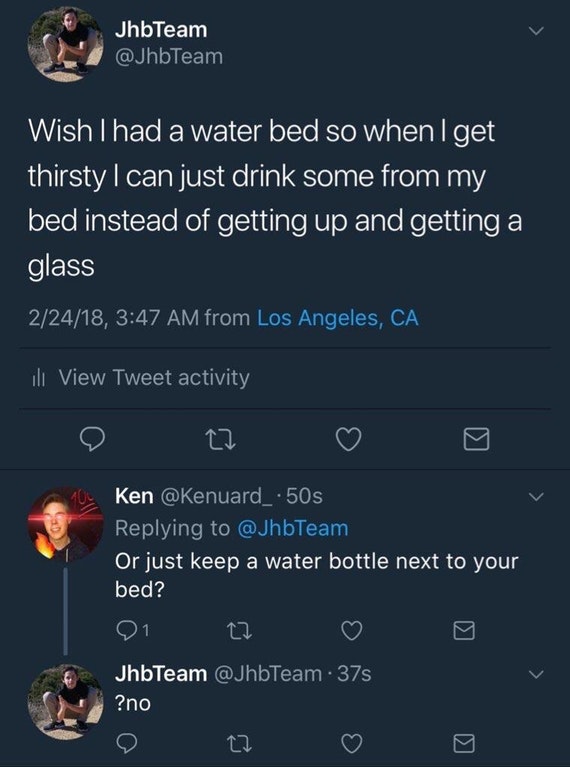 JhbTeam
@JhbTeam
Wish I had a water bed so when I get
thirsty I can just drink some from my
bed instead of getting up and getting a
glass
2/24/18, 3:47 AM from Los Angeles, CA
View Tweet activity
Ken @Kenuard_ · 50s
Replying to @JhbTeam
Or just keep a water bottle next to your
bed?
1
JhbTeam @JhbTeam · 37s
?no